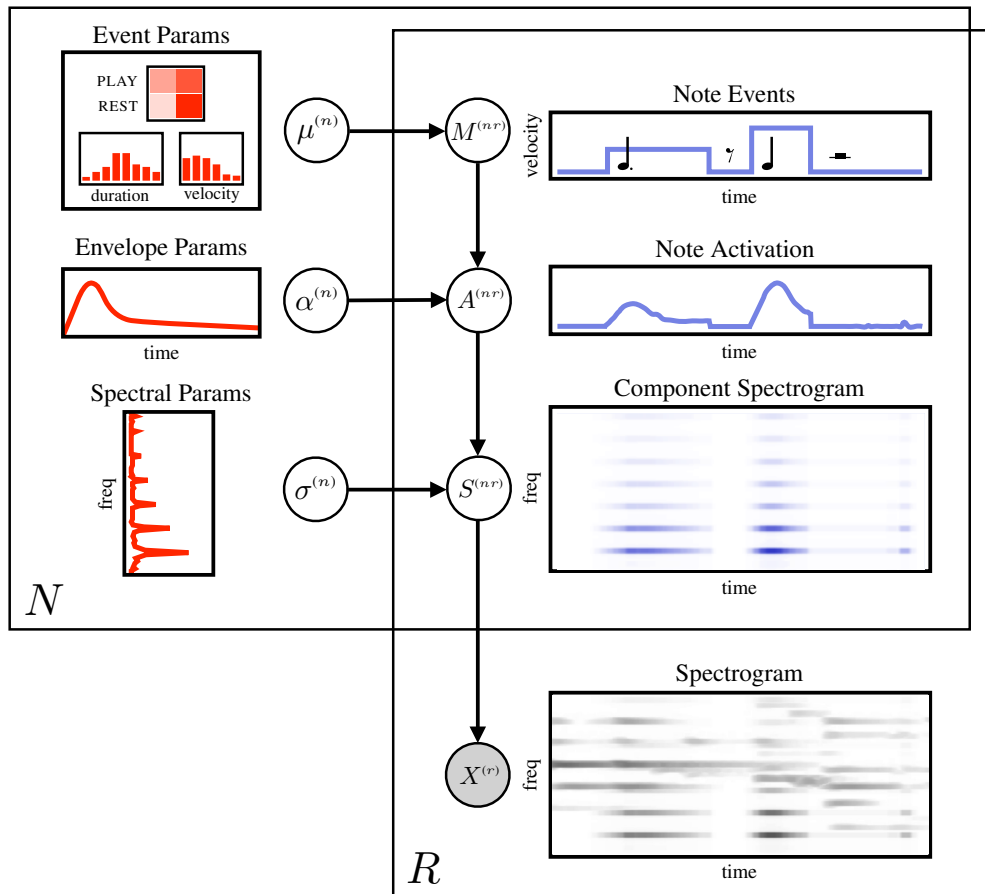 Event Params
PLAY
REST
duration
velocity
μ^(n)
M^(nr)
Note Events
velocity
time
Envelope Params
time
α^(n)
A^(nr)
Note Activation
time
Spectral Params
freq
σ^(n)
S^(nr)
Component Spectrogram
freq
time
N
X^(r)
Spectrogram
freq
time
R